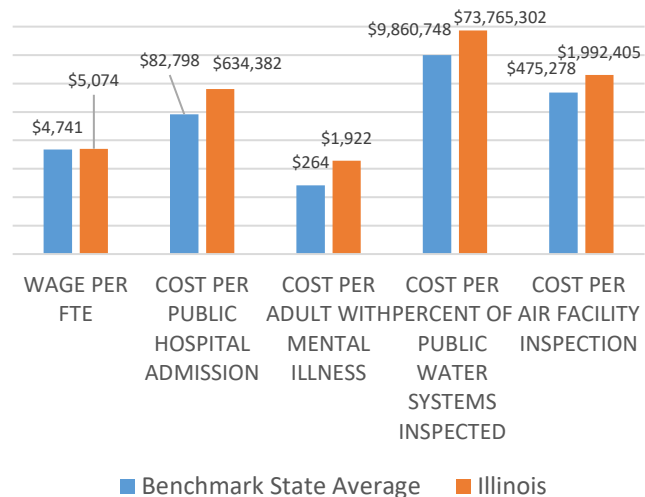 $9,860,748 $73,765,302
$82,798 $634,382 $1,992,405
$5,074 $475,278
$4,741
$1,922
$264
WAGE PER FTE
COST PER PUBLIC HOSPITAL ADMISSION
COST PER ADULT WITH MENTAL ILLNESS
COST PER PERCENT OF PUBLIC WATER SYSTEMS INSPECTED
COST PER AIR FACILITY INSPECTION
Benchmark State Average Illinois